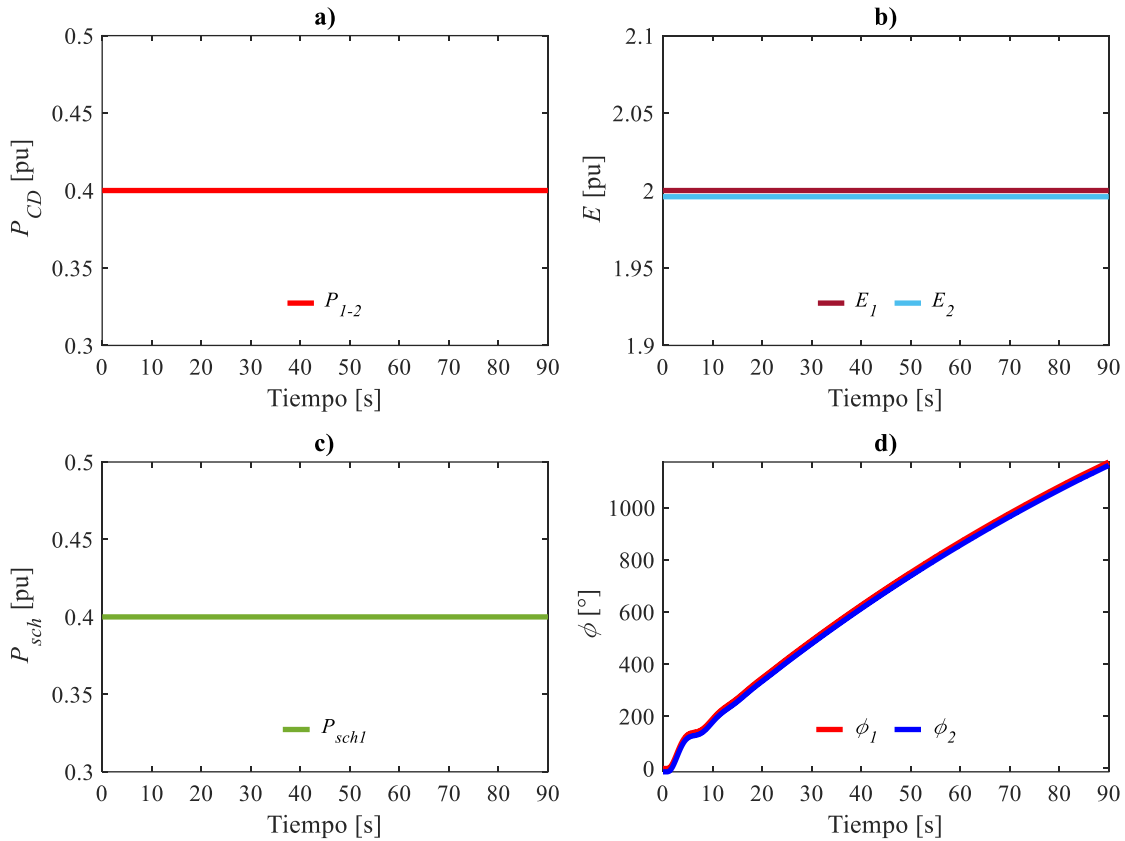 a)
0.5
0.45
0.4
0.35
0.3
P_CD [pu]
P_1-2
0 10 20 30 40 50 60 70 80 90
Tiempo [s]
b)
2.1
2.05
2
1.95
1.9
E [pu]
E_1 E_2
0 10 20 30 40 50 60 70 80 90
Tiempo [s]
c)
0.5
0.45
0.4
0.35
0.3
P_sch [pu]
P_sch1
0 10 20 30 40 50 60 70 80 90
Tiempo [s]
d)
1000
800
600
400
200
0
ϕ [°]
ϕ_1 ϕ_2
0 10 20 30 40 50 60 70 80 90
Tiempo [s]